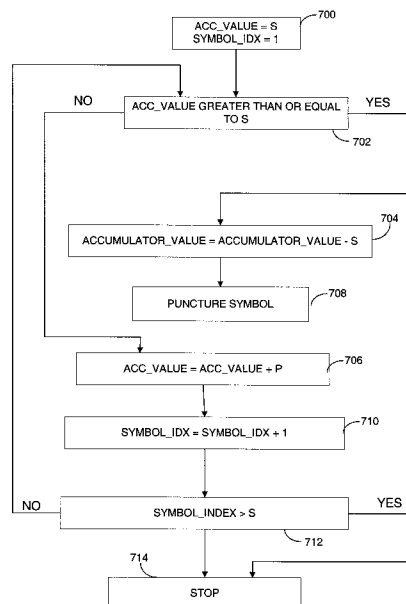 700
ACC_VALUE = S
SYMBOL_IDX = 1
NO
ACC_VALUE GREATER THAN OR EQUAL
TO S
YES
702
704
ACCUMULATOR_VALUE = ACCUMULATOR_VALUE - S
708
PUNCTURE SYMBOL
706
ACC_VALUE = ACC_VALUE + P
710
SYMBOL_IDX = SYMBOL_IDX + 1
NO
SYMBOL_INDEX > S
YES
712
714
STOP